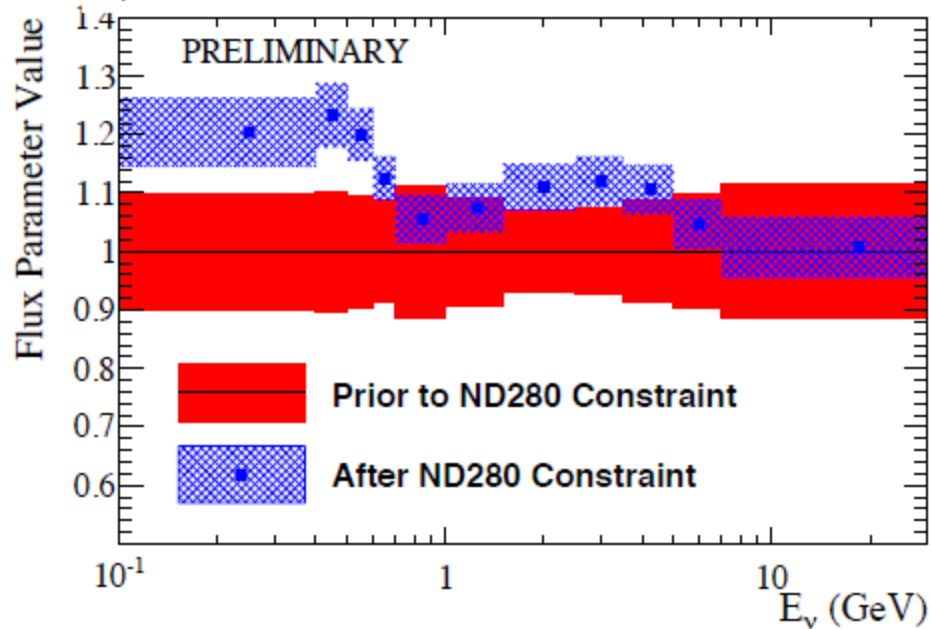 1.4
1.3
1.2
1.1
1
0.9
0.8
0.7
0.6
Flux Parameter Value
PRELIMINARY
Prior to ND280 Constraint
After ND280 Constraint
10⁻¹
1
10
Eᵥ (GeV)